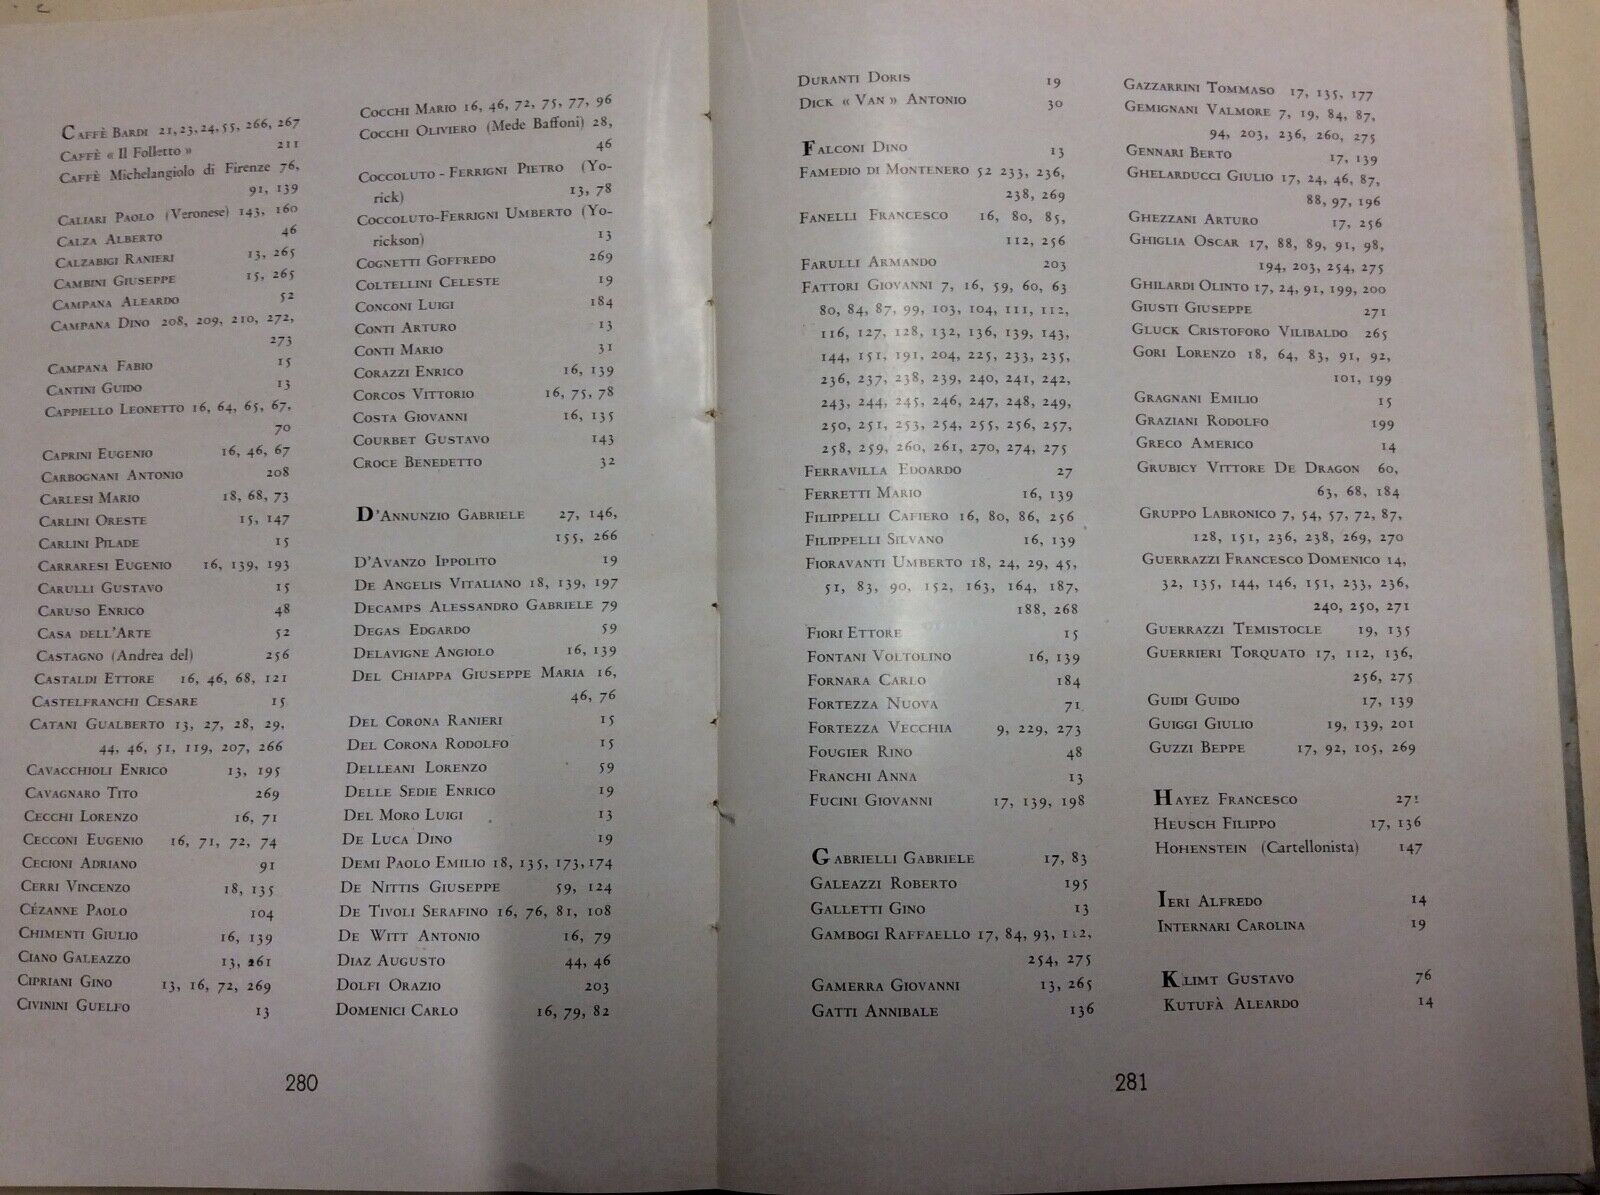 CAFFÈ BARDI 21, 23, 24, 55, 266, 267
CAFFÈ « Il Folletto » 211
CAFFÈ Michelangiolo di Firenze 76,
91, 139
CALIARI PAOLO (Veronese) 143, 160
CALZA ALBERTO 46
CALZABIGI RANIERI 13, 265
CAMBINI GIUSEPPE 15, 265
CAMPANA ALEARDO 52
CAMPANA DINO 208, 209, 210, 272,
273
CAMPANA FABIO 15
CANTINI GUIDO 13
CAPPIELLO LEONETTO 16, 64, 65, 67,
70
CAPRINI EUGENIO 16, 46, 67
CARBOGNANI ANTONIO 208
CARLESI MARIO 18, 68, 73
CARLINI ORESTE 15, 147
CARLINI PILADE 15
CARRARESI EUGENIO 16, 139, 193
CARULLI GUSTAVO 15
CARUSO ENRICO 48
CASA DELL'ARTE 52
CASTAGNO (Andrea del) 256
CASTALDI ETTORE 16, 46, 68, 121
CASTELFRANCHI CESARE 15
CATANI GUALBERTO 13, 27, 28, 29,
44, 46, 51, 119, 207, 266
CAVACCHIOLI ENRICO 13, 195
CAVAGNARO TITO 269
CECCHI LORENZO 16, 71
CECCONI EUGENIO 16, 71, 72, 74
CECIONI ADRIANO 91
CERRI VINCENZO 18, 135
CÉZANNE PAOLO 104
CHIMENTI GIULIO 16, 139
CIANO GALEAZZO 13, 261
CIPRIANI GINO 13, 16, 72, 269
CIVININI GUELFO 13
COCCHI MARIO 16, 46, 72, 75, 77, 96
COCCHI OLIVIERO (Mede Baffoni) 28,
46
COCCOLUTO - FERRIGNI PIETRO (Yo-
rick) 13, 78
COCCOLUTO-FERRIGNI UMBERTO (Yo-
rickson) 13
COGNETTI GOFFREDO 269
COLTELLINI CELESTE 19
CONCONI LUIGI 184
CONTI ARTURO 13
CONTI MARIO 31
CORAZZI ENRICO 16, 139
CORCOS VITTORIO 16, 75, 78
COSTA GIOVANNI 16, 135
COURBET GUSTAVO 143
CROCE BENEDETTO 32
D'ANNUNZIO GABRIELE 27, 146,
155, 266
D'AVANZO IPPOLITO 19
DE ANGELIS VITALIANO 18, 139, 197
DECAMPS ALESSANDRO GABRIELE 79
DEGAS EDGARDO 59
DELAVIGNE ANGIOLO 16, 139
DEL CHIAPPA GIUSEPPE MARIA 16,
46, 76
DEL CORONA RANIERI 15
DEL CORONA RODOLFO 15
DELLEANI LORENZO 59
DELLE SEDIE ENRICO 19
DEL MORO LUIGI 13
DE LUCA DINO 19
DEMI PAOLO EMILIO 18, 135, 173, 174
DE NITTIS GIUSEPPE 59, 124
DE TIVOLI SERAFINO 16, 76, 81, 108
DE WITT ANTONIO 16, 79
DIAZ AUGUSTO 44, 46
DOLFI ORAZIO 203
DOMENICI CARLO 16, 79, 82
280
DURANTI DORIS 19
DICK « VAN » ANTONIO 30
FALCONI DINO 13
FAMEDIO DI MONTENERO 52 233, 236,
238, 269
FANELLI FRANCESCO 16, 80, 85,
112, 256
FARULLI ARMANDO 203
FATTORI GIOVANNI 7, 16, 59, 60, 63
80, 84, 87, 99, 103, 104, 111, 112,
116, 127, 128, 132, 136, 139, 143,
144, 151, 191, 204, 225, 233, 235,
236, 237, 238, 239, 240, 241, 242,
243, 244, 245, 246, 247, 248, 249,
250, 251, 253, 254, 255, 256, 257,
258, 259, 260, 261, 270, 274, 275
FERRAVILLA EDOARDO 27
FERRETTI MARIO 16, 139
FILIPPELLI CAFIERO 16, 80, 86, 256
FILIPPELLI SILVANO 16, 139
FIORAVANTI UMBERTO 18, 24, 29, 45,
51, 83, 90, 152, 163, 164, 187,
188, 268
FIORI ETTORE 15
FONTANI VOLTOLINO 16, 139
FORNARA CARLO 184
FORTEZZA NUOVA 71
FORTEZZA VECCHIA 9, 229, 273
FOUGIER RINO 48
FRANCHI ANNA 13
FUCINI GIOVANNI 17, 139, 198
GABRIELLI GABRIELE 17, 83
GALEAZZI ROBERTO 195
GALLETTI GINO 13
GAMBOGI RAFFAELLO 17, 84, 93, 112,
254, 275
GAMERRA GIOVANNI 13, 265
GATTI ANNIBALE 136
GAZZARRINI TOMMASO 17, 135, 177
GEMIGNANI VALMORE 7, 19, 84, 87,
94, 203, 236, 260, 275
GENNARI BERTO 17, 139
GHELARDUCCI GIULIO 17, 24, 46, 87,
88, 97, 196
GHEZZANI ARTURO 17, 256
GHIGLIA OSCAR 17, 88, 89, 91, 98,
194, 203, 254, 275
GHILARDI OLINTO 17, 24, 91, 199, 200
GIUSTI GIUSEPPE 271
GLUCK CRISTOFORO VILIBALDO 265
GORI LORENZO 18, 64, 83, 91, 92,
101, 199
GRAGNANI EMILIO 15
GRAZIANI RODOLFO 199
GRECO AMERICO 14
GRUBICY VITTORE DE DRAGON 60,
63, 68, 184
GRUPPO LABRONICO 7, 54, 57, 72, 87,
128, 151, 236, 238, 269, 270
GUERRAZZI FRANCESCO DOMENICO 14,
32, 135, 144, 146, 151, 233, 236,
240, 250, 271
GUERRAZZI TEMISTOCLE 19, 135
GUERRIERI TORQUATO 17, 112, 136,
256, 275
GUIDI GUIDO 17, 139
GUIGGI GIULIO 19, 139, 201
GUZZI BEPPE 17, 92, 105, 269
HAYEZ FRANCESCO 271
HEUSCH FILIPPO 17, 136
HOHENSTEIN (Cartellonista) 147
IERI ALFREDO 14
INTERNARI CAROLINA 19
KLIMT GUSTAVO 76
KUTUFÀ ALEARDO 14
281